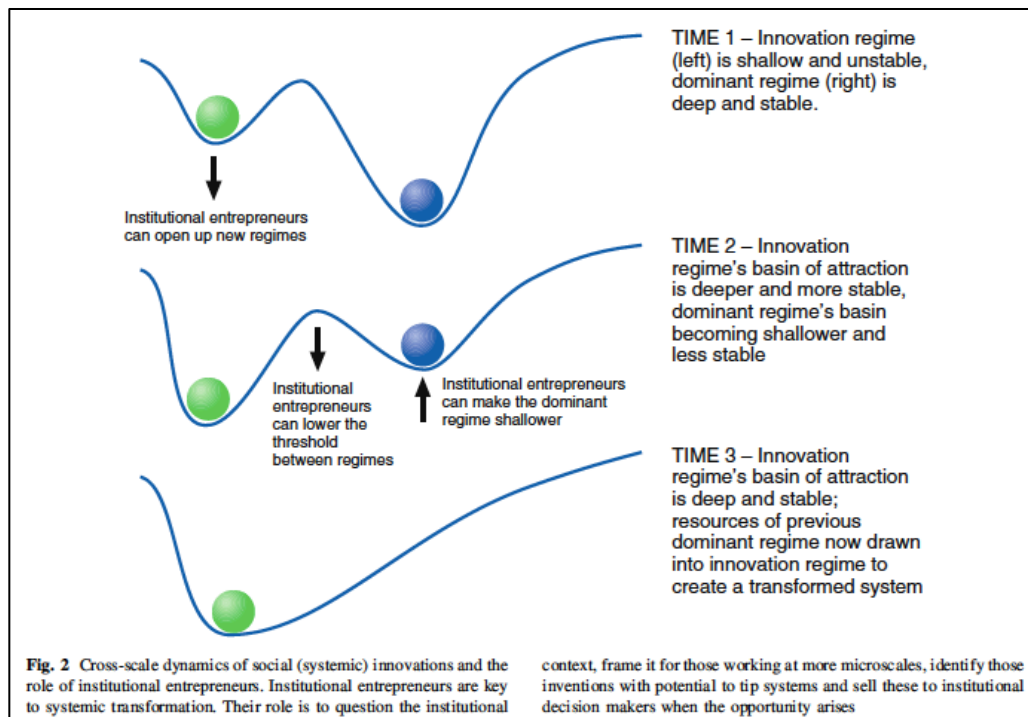 TIME 1 – Innovation regime
(left) is shallow and unstable,
dominant regime (right) is
deep and stable.
Institutional entrepreneurs
can open up new regimes
TIME 2 – Innovation
regime's basin of attraction
is deeper and more stable,
dominant regime's basin
becoming shallower and
less stable
Institutional
entrepreneurs
can lower the
threshold
between regimes
Institutional entrepreneurs
can make the dominant
regime shallower
TIME 3 – Innovation
regime's basin of attraction
is deep and stable;
resources of previous
dominant regime now drawn
into innovation regime to
create a transformed system
Fig. 2 Cross-scale dynamics of social (systemic) innovations and the
role of institutional entrepreneurs. Institutional entrepreneurs are key
to systemic transformation. Their role is to question the institutional
context, frame it for those working at more microscales, identify those
inventions with potential to tip systems and sell these to institutional
decision makers when the opportunity arises